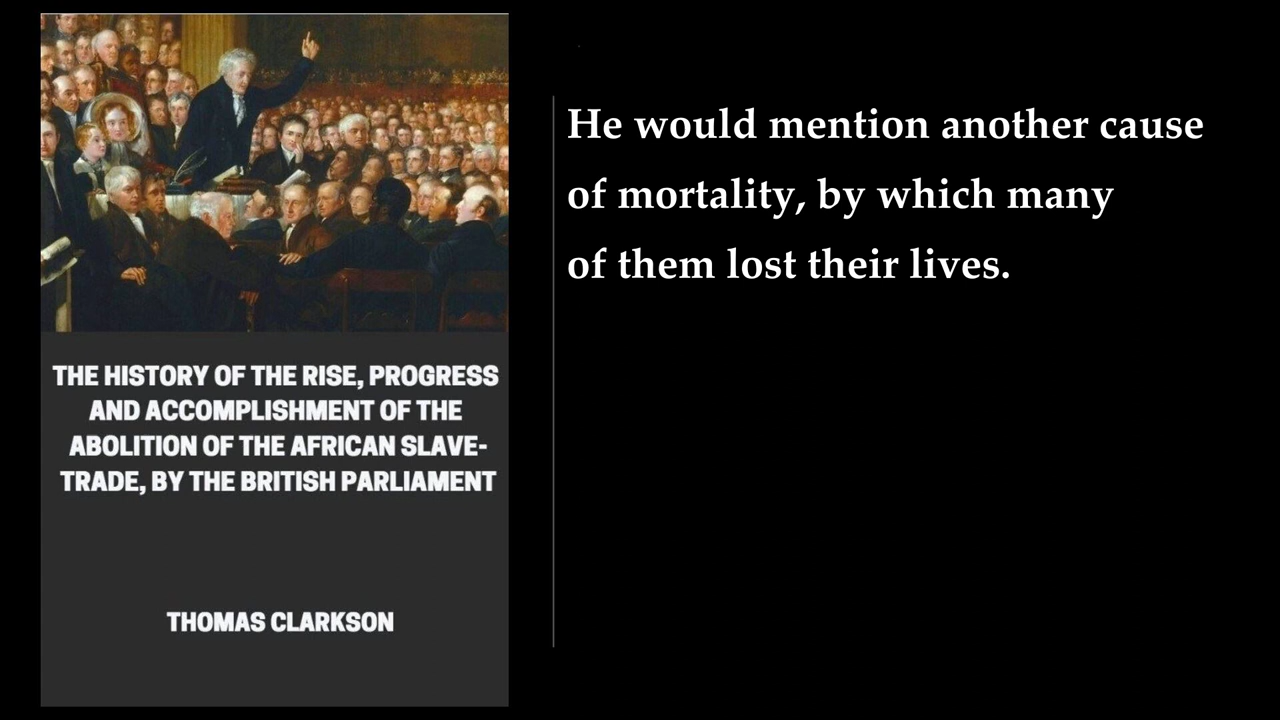 THE HISTORY OF THE RISE, PROGRESS
AND ACCOMPLISHMENT OF THE
ABOLITION OF THE AFRICAN SLAVE-
TRADE, BY THE BRITISH PARLIAMENT
THOMAS CLARKSON
He would mention another cause
of mortality, by which many
of them lost their lives.